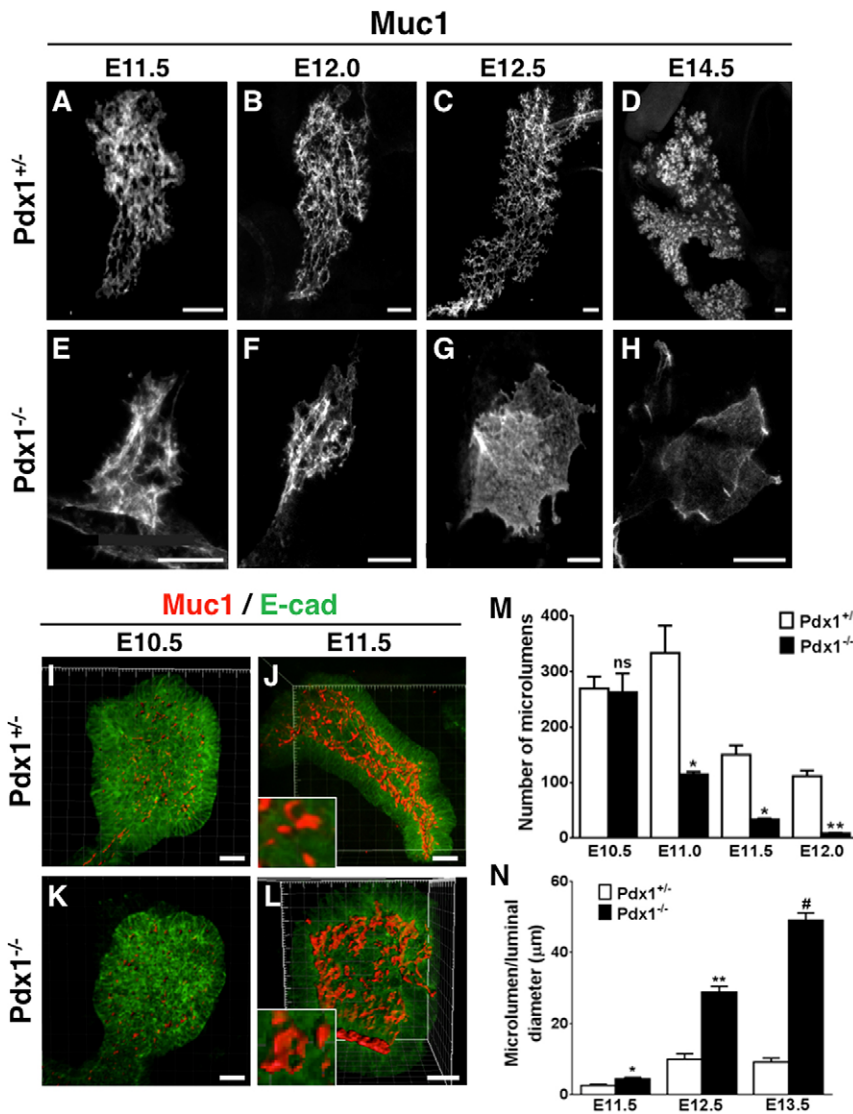 Muc1
E11.5 E12.0 E12.5 E14.5
Pdx1+/-
A B C D
Pdx1-/-
E F G H
Muc1 / E-cad
E10.5 E11.5
Pdx1+/-
I J
Pdx1-/-
K L
M
Number of microlumens
400
300
200
100
0
Pdx1+/
Pdx1-/-
ns
*
*
**
E10.5 E11.0 E11.5 E12.0
N
Microlumen/luminal
diameter (μm)
60
40
20
0
Pdx1+/-
Pdx1-/-
*
**
#
E11.5 E12.5 E13.5